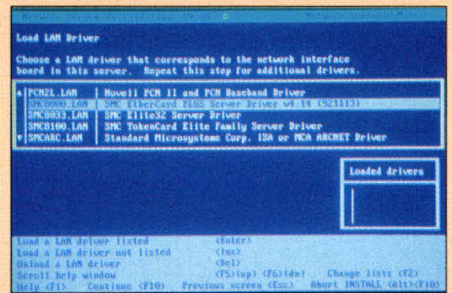 Load LAN Driver
Choose a LAN driver that corresponds to the network interface
board in this server. Repeat this step for additional drivers.
PCN2L.LAN | Novell PCN II and PCN Baseband Driver
SMC8000.LAN | SMC EtherCard PLUS Server Driver v4.14 (921113)
SMC8033.LAN | SMC Elite32 Server Driver
SMC8100.LAN | SMC TokenCard Elite Family Server Driver
SMCARC.LAN | Standard Microsystems Corp. ISA or MCA ARCNET Driver
Loaded drivers
Load a LAN driver listed <Enter>
Load a LAN driver not listed <Ins>
Unload a LAN driver <Del>
Scroll help window <F5>(up) <F6>(dn) Change lists <F2>
Help <F1> Continue <F10> Previous screen <Esc> Abort INSTALL <Alt><F10>